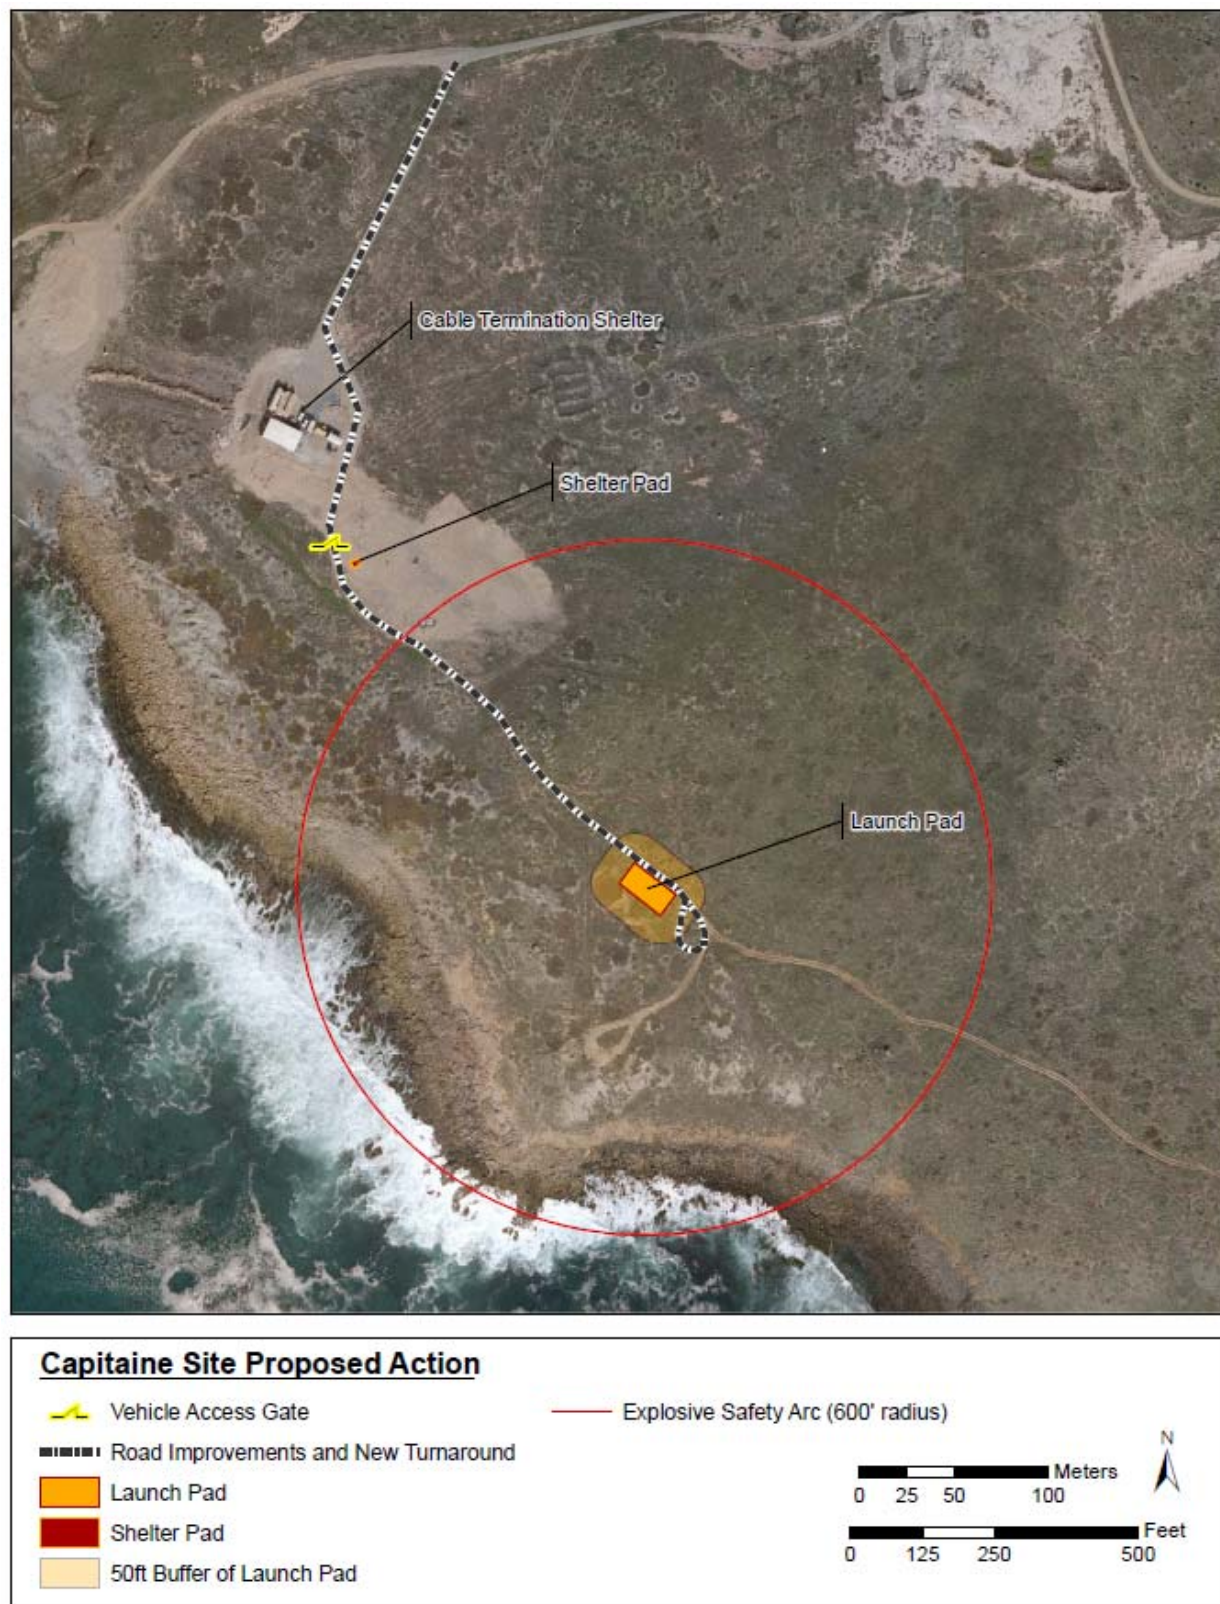 Cable Termination Shelter
Shelter Pad
Launch Pad
Capitaine Site Proposed Action
Vehicle Access Gate
Explosive Safety Arc (600' radius)
Road Improvements and New Turnaround
Launch Pad
Shelter Pad
50ft Buffer of Launch Pad
N
Meters
0 25 50 100
Feet
0 125 250 500